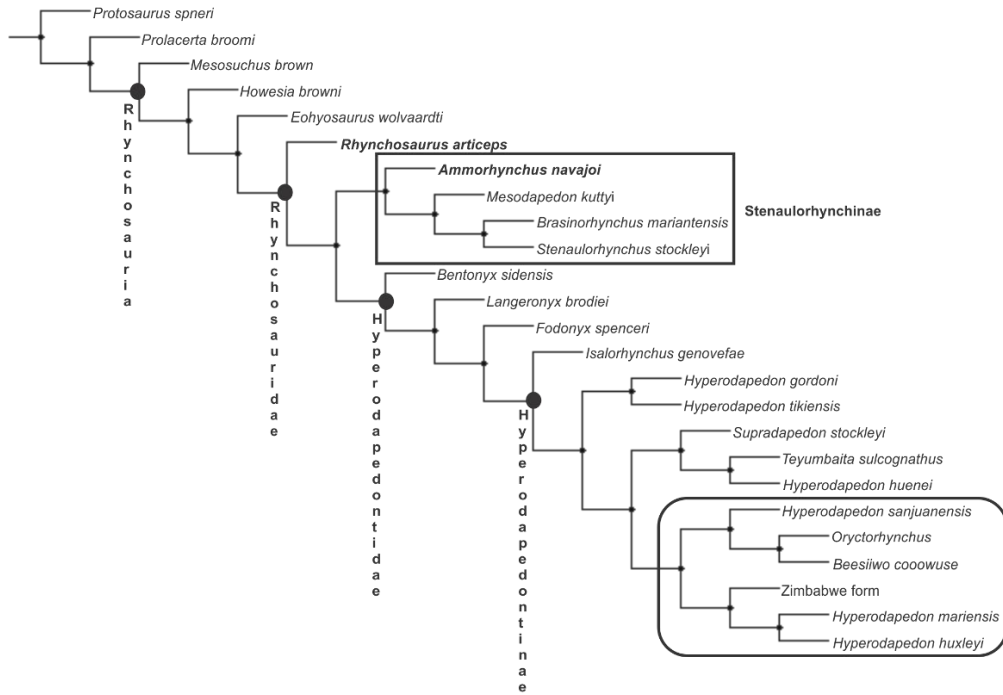 Protosaurus spneri
Prolacerta broomi
Mesosuchus brown
Howesia browni
Eohyosaurus wolvaardti
Rhynchosaurus articeps
Ammorhynchus navajoi
Mesodapedon kuttyi
Brasinorhynchus mariantensis
Stenaulorhynchus stockleyi
Stenaulorhynchinae
Bentonyx sidensis
Langeronyx brodiei
Fodonyx spenceri
Isalorhynchus genovefae
Hyperodapedon gordoni
Hyperodapedon tikiensis
Supradapedon stockleyi
Teyumbaita sulcognathus
Hyperodapedon huenei
Hyperodapedon sanjuanensis
Oryctorhynchus
Beesiiwo cooowuse
Zimbabwe form
Hyperodapedon mariensis
Hyperodapedon huxleyi
Rhynchosauria
Rhynchosauridae
Hyperodapedontidae
Hyperodapedontinae